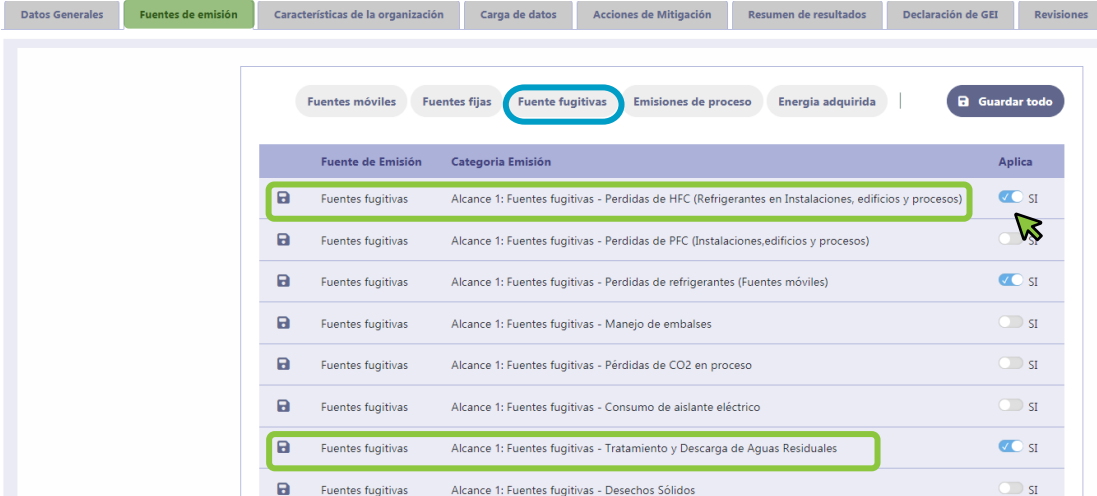 Datos Generales Fuentes de emisión Características de la organización Carga de datos Acciones de Mitigación Resumen de resultados Declaración de GEI Revisiones
Fuentes móviles Fuentes fijas Fuente fugitivas Emisiones de proceso Energía adquirida Guardar todo
Fuente de Emisión Categoria Emisión Aplica
Fuentes fugitivas Alcance 1: Fuentes fugitivas - Perdidas de HFC (Refrigerantes en Instalaciones, edificios y procesos) SI
Fuentes fugitivas Alcance 1: Fuentes fugitivas - Perdidas de PFC (Instalaciones,edificios y procesos) SI
Fuentes fugitivas Alcance 1: Fuentes fugitivas - Perdidas de refrigerantes (Fuentes móviles) SI
Fuentes fugitivas Alcance 1: Fuentes fugitivas - Manejo de embalses SI
Fuentes fugitivas Alcance 1: Fuentes fugitivas - Pérdidas de CO2 en proceso SI
Fuentes fugitivas Alcance 1: Fuentes fugitivas - Consumo de aislante eléctrico SI
Fuentes fugitivas Alcance 1: Fuentes fugitivas - Tratamiento y Descarga de Aguas Residuales SI
Fuentes fugitivas Alcance 1: Fuentes fugitivas - Desechos Sólidos SI